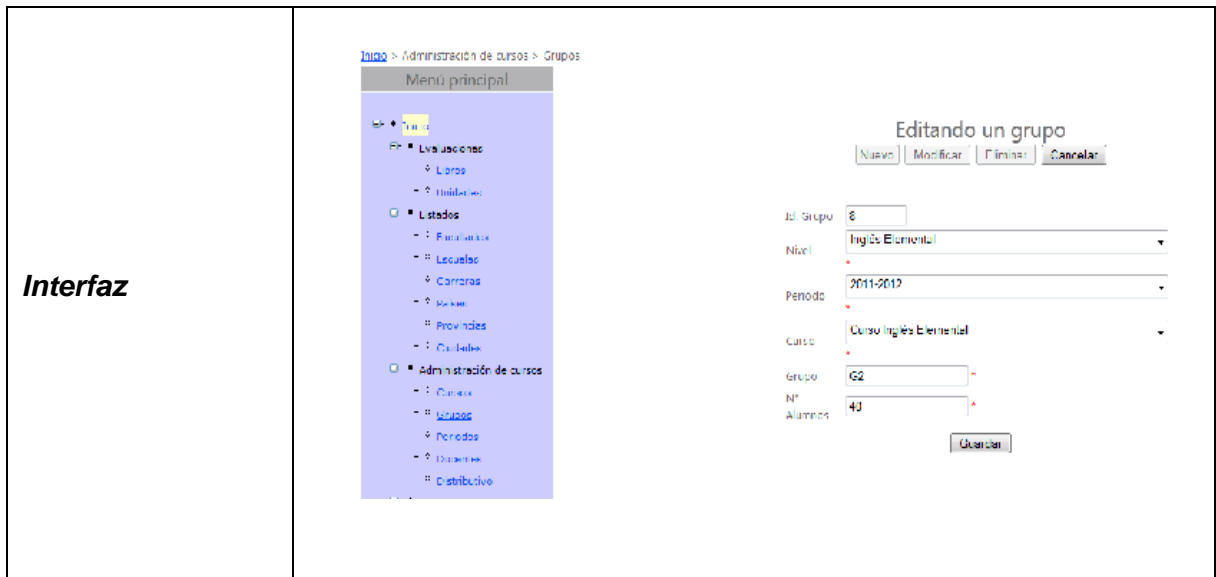 Interfaz
Inicio > Administración de cursos > Grupos
Menú principal
Inicio
Evaluaciones
Libros
Unidades
Listados
Facultades
Escuelas
Carreras
Países
Provincias
Ciudades
Administración de cursos
Cursos
Grupos
Periodos
Docentes
Distributivo
Editando un grupo
Nuevo Modificar Eliminar Cancelar
Id. Grupo 8
Nivel Inglés Elemental
*
Periodo 2011-2012
*
Curso Curso Inglés Elemental
*
Grupo G2 *
N°
Alumnos 40 *
Guardar